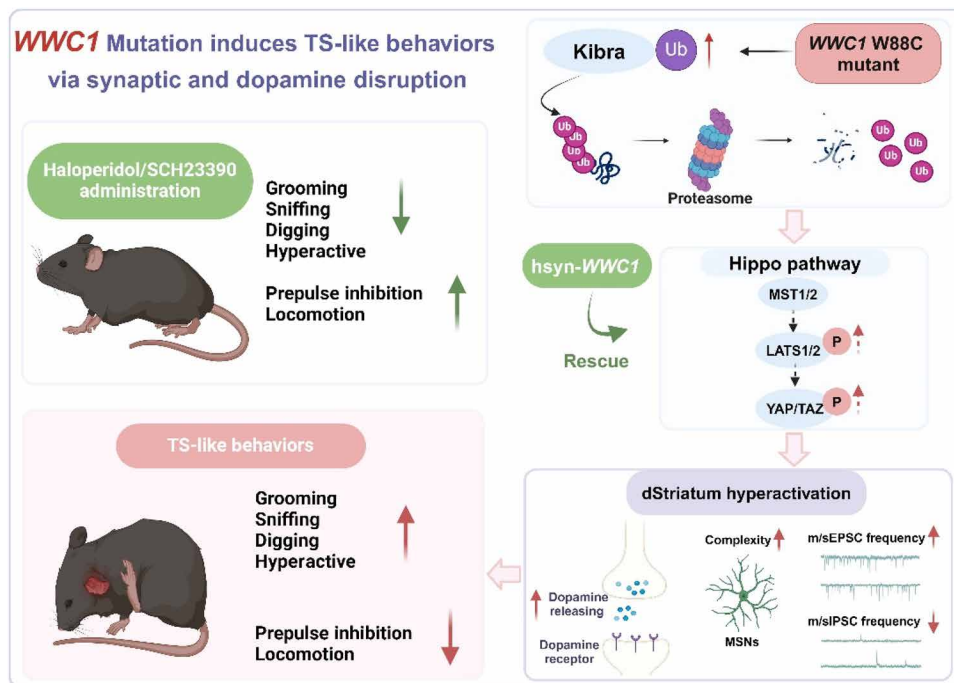 WWC1 Mutation induces TS-like behaviors
via synaptic and dopamine disruption
Haloperidol/SCH23390
administration
Grooming
Sniffing
Digging
Hyperactive
Prepulse inhibition
Locomotion
TS-like behaviors
Grooming
Sniffing
Digging
Hyperactive
Prepulse inhibition
Locomotion
Kibra
Ub
WWC1 W88C
mutant
Ub
Ub
Ub
Ub
Proteasome
Ub
Ub
Ub
Ub
hsyn-WWC1
Rescue
Hippo pathway
MST1/2
LATS1/2
P
YAP/TAZ
P
dStriatum hyperactivation
Dopamine
releasing
Dopamine
receptor
Complexity
MSNs
m/sEPSC frequency
m/sIPSC frequency